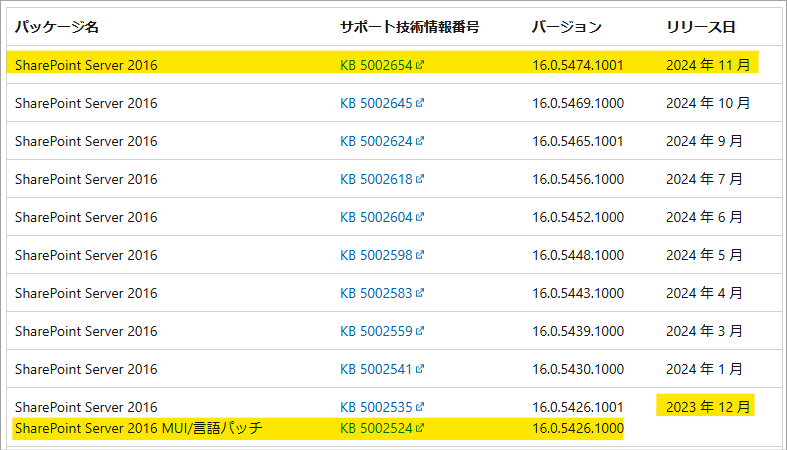 パッケージ名 サポート技術情報番号 バージョン リリース日
SharePoint Server 2016 KB 5002654 16.0.5474.1001 2024 年 11 月
SharePoint Server 2016 KB 5002645 16.0.5469.1000 2024 年 10 月
SharePoint Server 2016 KB 5002624 16.0.5465.1001 2024 年 9 月
SharePoint Server 2016 KB 5002618 16.0.5456.1000 2024 年 7 月
SharePoint Server 2016 KB 5002604 16.0.5452.1000 2024 年 6 月
SharePoint Server 2016 KB 5002598 16.0.5448.1000 2024 年 5 月
SharePoint Server 2016 KB 5002583 16.0.5443.1000 2024 年 4 月
SharePoint Server 2016 KB 5002559 16.0.5439.1000 2024 年 3 月
SharePoint Server 2016 KB 5002541 16.0.5430.1000 2024 年 1 月
SharePoint Server 2016 KB 5002535 16.0.5426.1001 2023 年 12 月
SharePoint Server 2016 MUI/言語パッチ KB 5002524 16.0.5426.1000